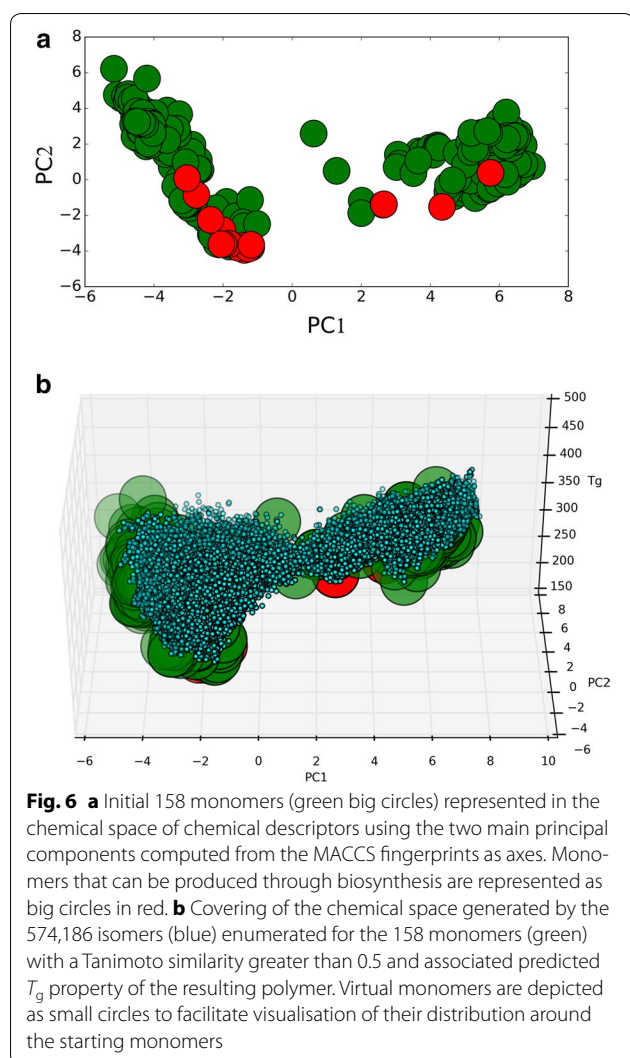 a
8
6
4
2
0
−2
−4
−6
PC2
−6 −4 −2 0 2 4 6 8
PC1
b
500
450
400
350 Tg
300
250
200
150
8
6
4
2
0 PC2
−2
−4
−6
−6 −4 −2 0 2 4 6 8 10
PC1
Fig. 6 a Initial 158 monomers (green big circles) represented in the
chemical space of chemical descriptors using the two main principal
components computed from the MACCS fingerprints as axes. Mono-
mers that can be produced through biosynthesis are represented as
big circles in red. b Covering of the chemical space generated by the
574,186 isomers (blue) enumerated for the 158 monomers (green)
with a Tanimoto similarity greater than 0.5 and associated predicted
Tg property of the resulting polymer. Virtual monomers are depicted
as small circles to facilitate visualisation of their distribution around
the starting monomers